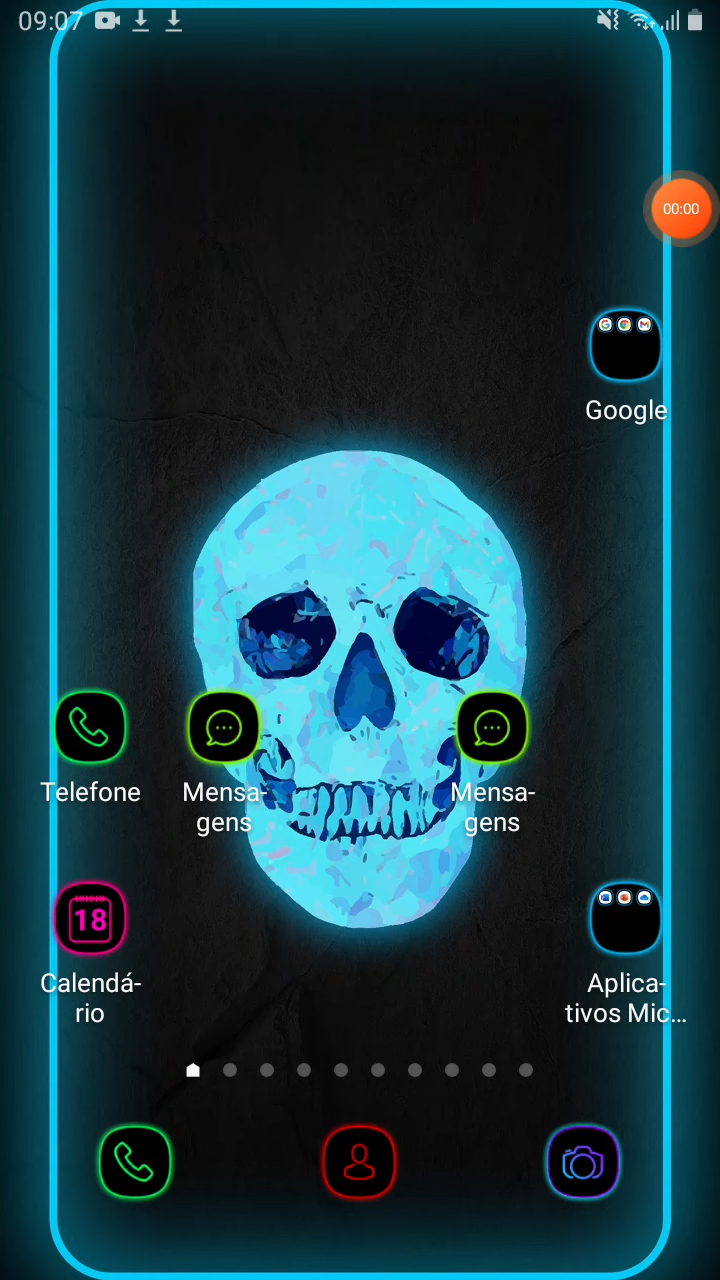 09:07
00:00
Google
Telefone
Mensa-
gens
Mensa-
gens
18
Calendá-
rio
Aplica-
tivos Mic...